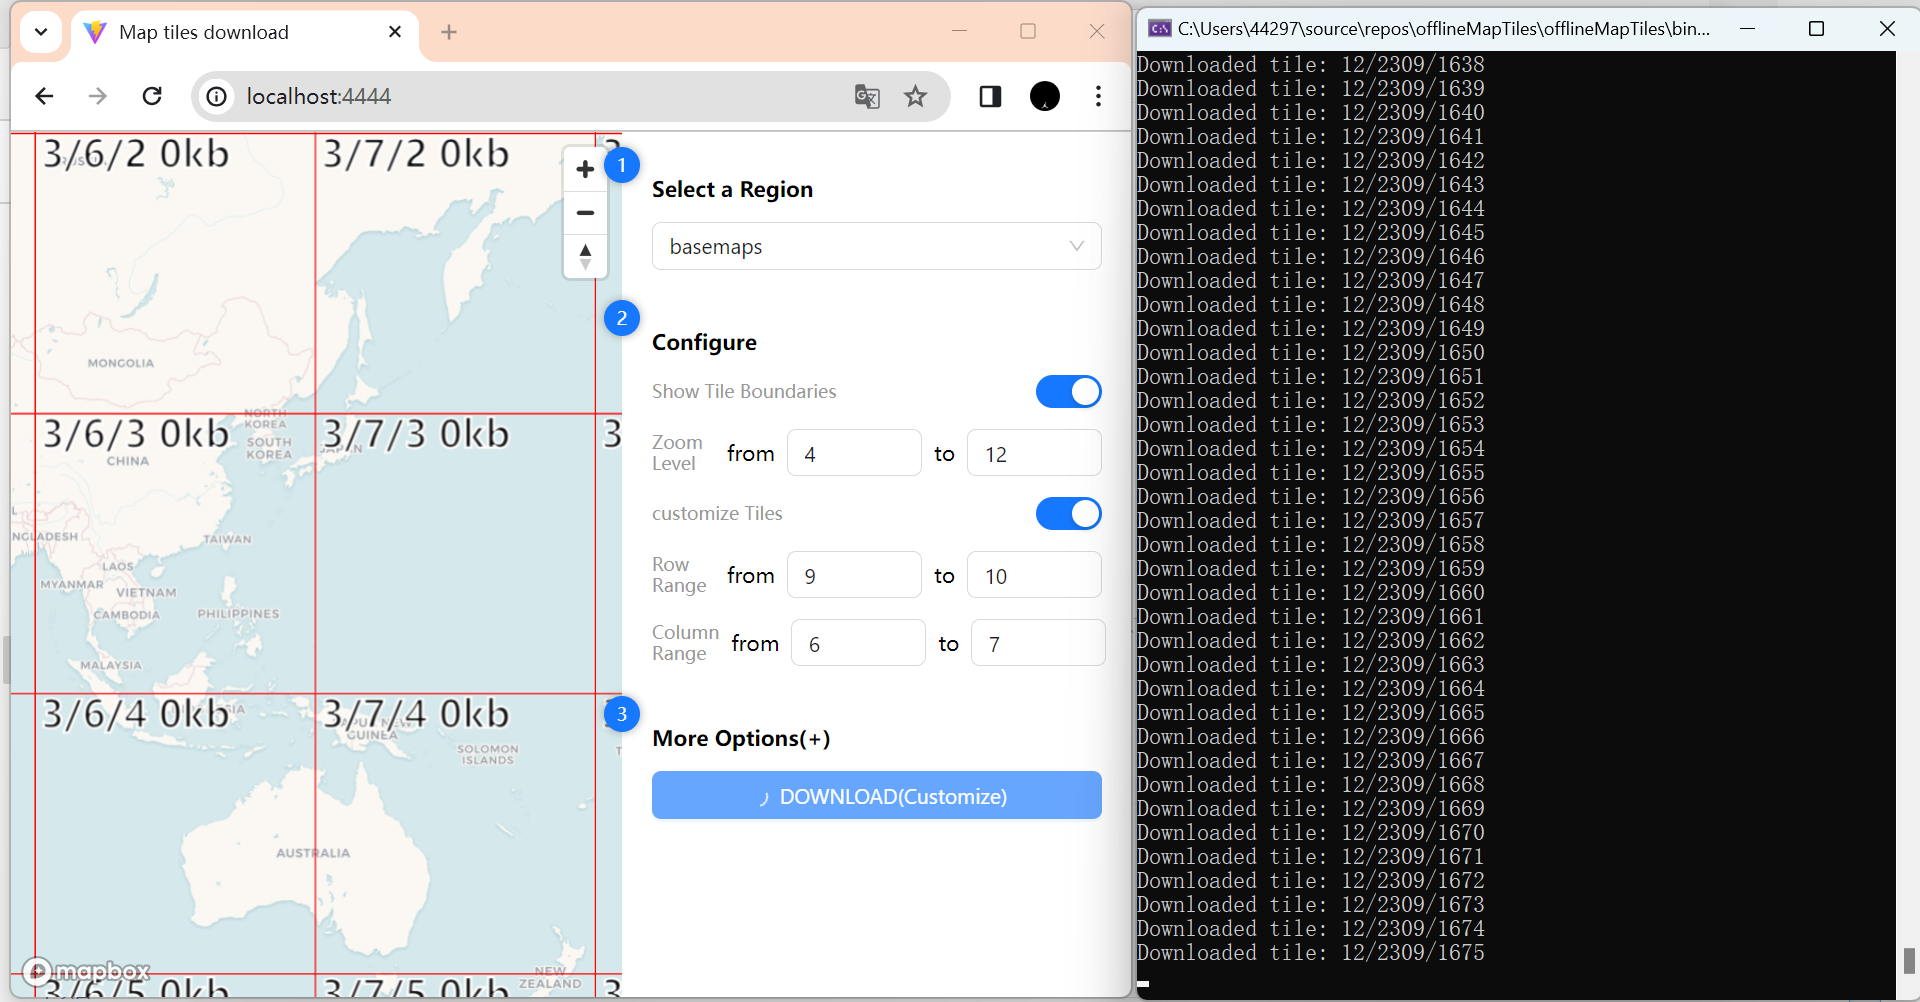 Map tiles download
localhost:4444
3/6/2 0kb
3/7/2 0kb
MONGOLIA
3/6/3 0kb
3/7/3 0kb
NORTH
KOREA
SOUTH
KOREA
CHINA
TAIWAN
LAOS
MYANMAR
VIETNAM
CAMBODIA
PHILIPPINES
MALAYSIA
3/6/4 0kb
3/7/4 0kb
GUINEA
SOLOMON
ISLANDS
AUSTRALIA
mapbox
NEW
ZEALAND
3/6/5 0kb
3/7/5 0kb
1
Select a Region
basemaps
2
Configure
Show Tile Boundaries
Zoom
Level
from 4 to 12
customize Tiles
Row
Range
from 9 to 10
Column
Range
from 6 to 7
3
More Options(+)
DOWNLOAD(Customize)
C:\Users\44297\source\repos\offlineMapTiles\offlineMapTiles\bin...
Downloaded tile: 12/2309/1638
Downloaded tile: 12/2309/1639
Downloaded tile: 12/2309/1640
Downloaded tile: 12/2309/1641
Downloaded tile: 12/2309/1642
Downloaded tile: 12/2309/1643
Downloaded tile: 12/2309/1644
Downloaded tile: 12/2309/1645
Downloaded tile: 12/2309/1646
Downloaded tile: 12/2309/1647
Downloaded tile: 12/2309/1648
Downloaded tile: 12/2309/1649
Downloaded tile: 12/2309/1650
Downloaded tile: 12/2309/1651
Downloaded tile: 12/2309/1652
Downloaded tile: 12/2309/1653
Downloaded tile: 12/2309/1654
Downloaded tile: 12/2309/1655
Downloaded tile: 12/2309/1656
Downloaded tile: 12/2309/1657
Downloaded tile: 12/2309/1658
Downloaded tile: 12/2309/1659
Downloaded tile: 12/2309/1660
Downloaded tile: 12/2309/1661
Downloaded tile: 12/2309/1662
Downloaded tile: 12/2309/1663
Downloaded tile: 12/2309/1664
Downloaded tile: 12/2309/1665
Downloaded tile: 12/2309/1666
Downloaded tile: 12/2309/1667
Downloaded tile: 12/2309/1668
Downloaded tile: 12/2309/1669
Downloaded tile: 12/2309/1670
Downloaded tile: 12/2309/1671
Downloaded tile: 12/2309/1672
Downloaded tile: 12/2309/1673
Downloaded tile: 12/2309/1674
Downloaded tile: 12/2309/1675